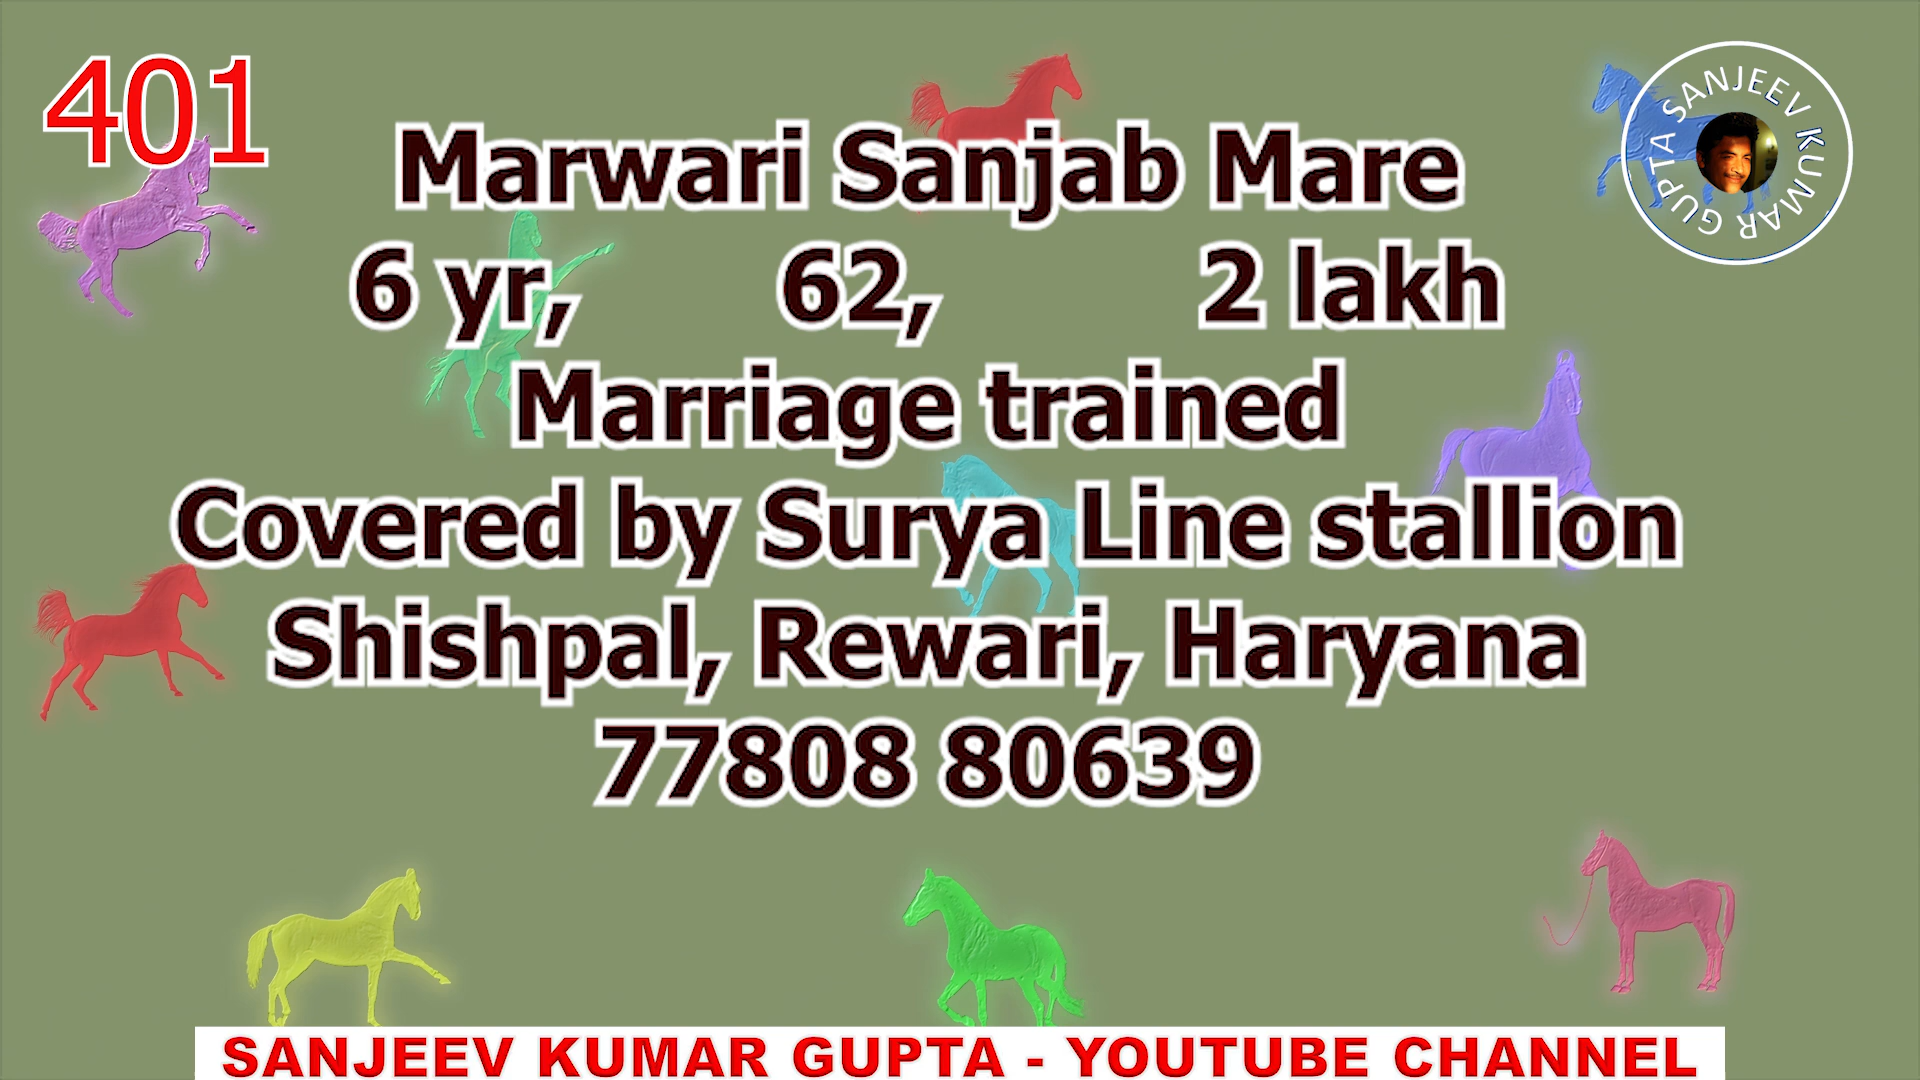 401
SANJEEV KUMAR GUPTA
Marwari Sanjab Mare
6 yr, 62, 2 lakh
Marriage trained
Covered by Surya Line stallion
Shishpal, Rewari, Haryana
77808 80639
SANJEEV KUMAR GUPTA - YOUTUBE CHANNEL